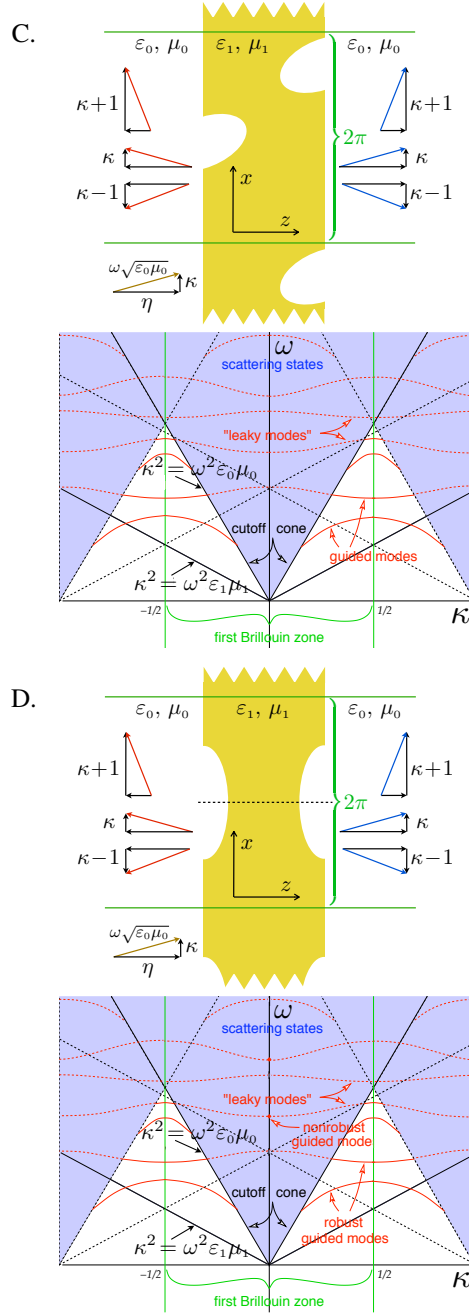 C.
ε₀, μ₀ ε₁, μ₁ ε₀, μ₀
κ+1 κ+1
κ 2π κ
κ−1 κ−1
x
z
ω√ε₀μ₀
κ
η
ω
scattering states
"leaky modes"
κ² = ω²ε₀μ₀
cutoff cone
guided modes
κ² = ω²ε₁μ₁
κ
−1/2 1/2
first Brillouin zone
D.
ε₀, μ₀ ε₁, μ₁ ε₀, μ₀
κ+1 κ+1
2π
κ κ
κ−1 κ−1
x
z
ω√ε₀μ₀
κ
η
ω
scattering states
"leaky modes"
nonrobust
guided mode
κ² = ω²ε₀μ₀
cutoff cone
robust
guided modes
κ² = ω²ε₁μ₁
κ
−1/2 1/2
first Brillouin zone